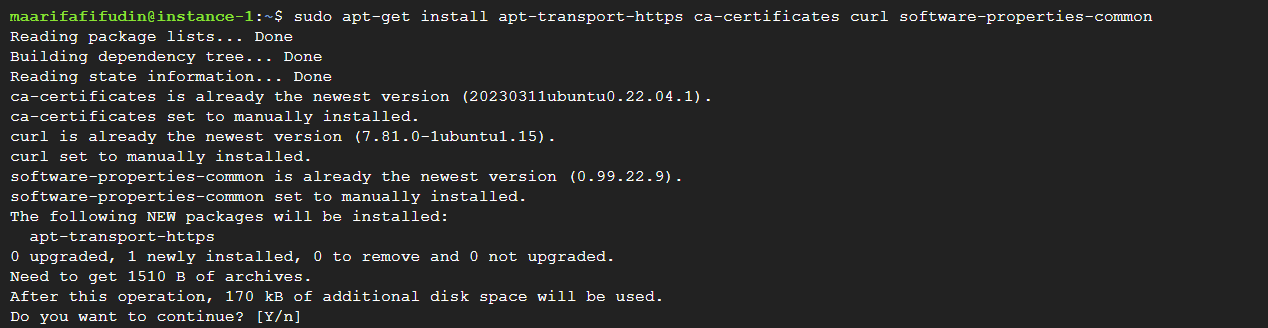 maarifafifudin@instance-1:~$ sudo apt-get install apt-transport-https ca-certificates curl software-properties-common
Reading package lists... Done
Building dependency tree... Done
Reading state information... Done
ca-certificates is already the newest version (20230311ubuntu0.22.04.1).
ca-certificates set to manually installed.
curl is already the newest version (7.81.0-1ubuntu1.15).
curl set to manually installed.
software-properties-common is already the newest version (0.99.22.9).
software-properties-common set to manually installed.
The following NEW packages will be installed:
  apt-transport-https
0 upgraded, 1 newly installed, 0 to remove and 0 not upgraded.
Need to get 1510 B of archives.
After this operation, 170 kB of additional disk space will be used.
Do you want to continue? [Y/n]